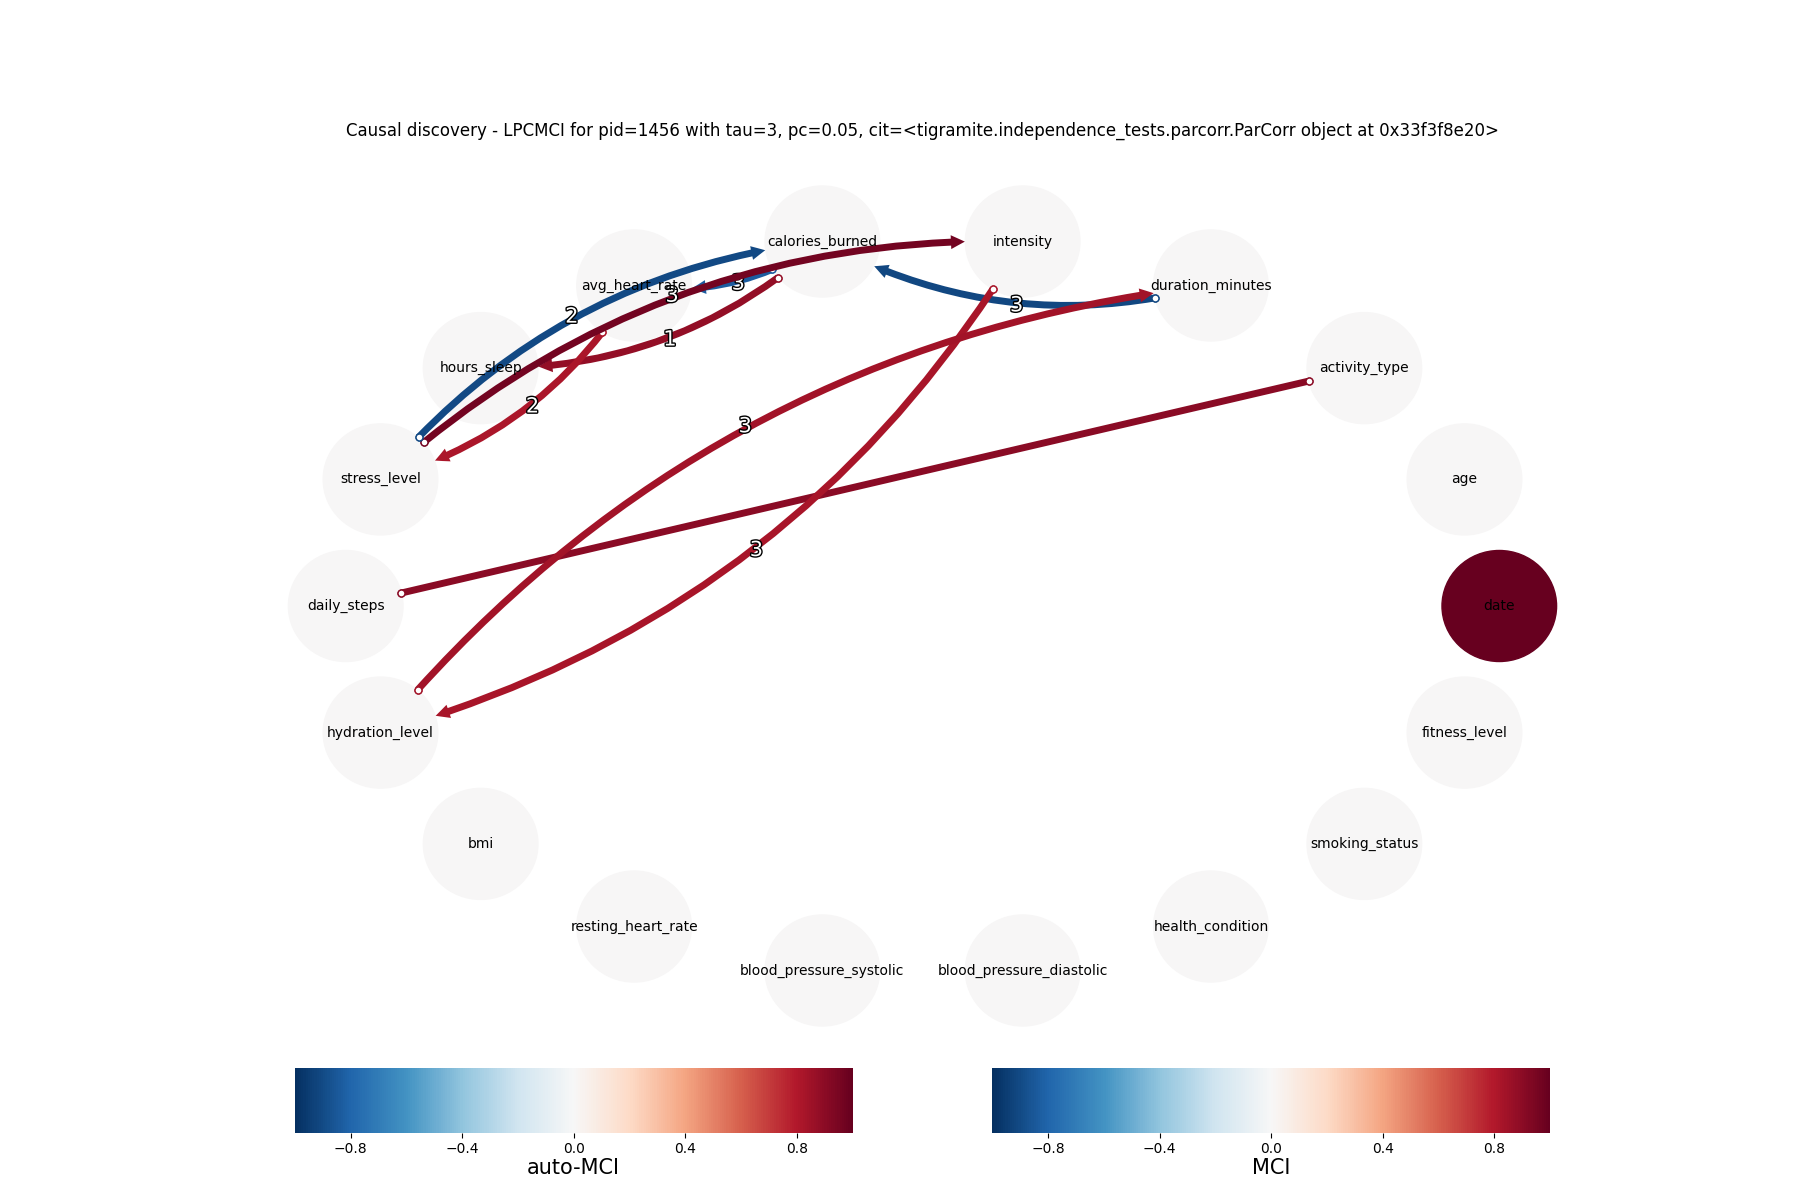 Causal discovery - LPCMCI for pid=1456 with tau=3, pc=0.05, cit=<tigramite.independence_tests.parcorr.ParCorr object at 0x33f3f8e20>
calories_burned
intensity
avg_heart_rate
duration_minutes
3
3
3
2
1
hours_sleep
activity_type
2
3
stress_level
age
3
daily_steps
date
hydration_level
fitness_level
bmi
smoking_status
resting_heart_rate
health_condition
blood_pressure_systolic
blood_pressure_diastolic
−0.8
−0.4
0.0
0.4
0.8
auto-MCI
−0.8
−0.4
0.0
0.4
0.8
MCI